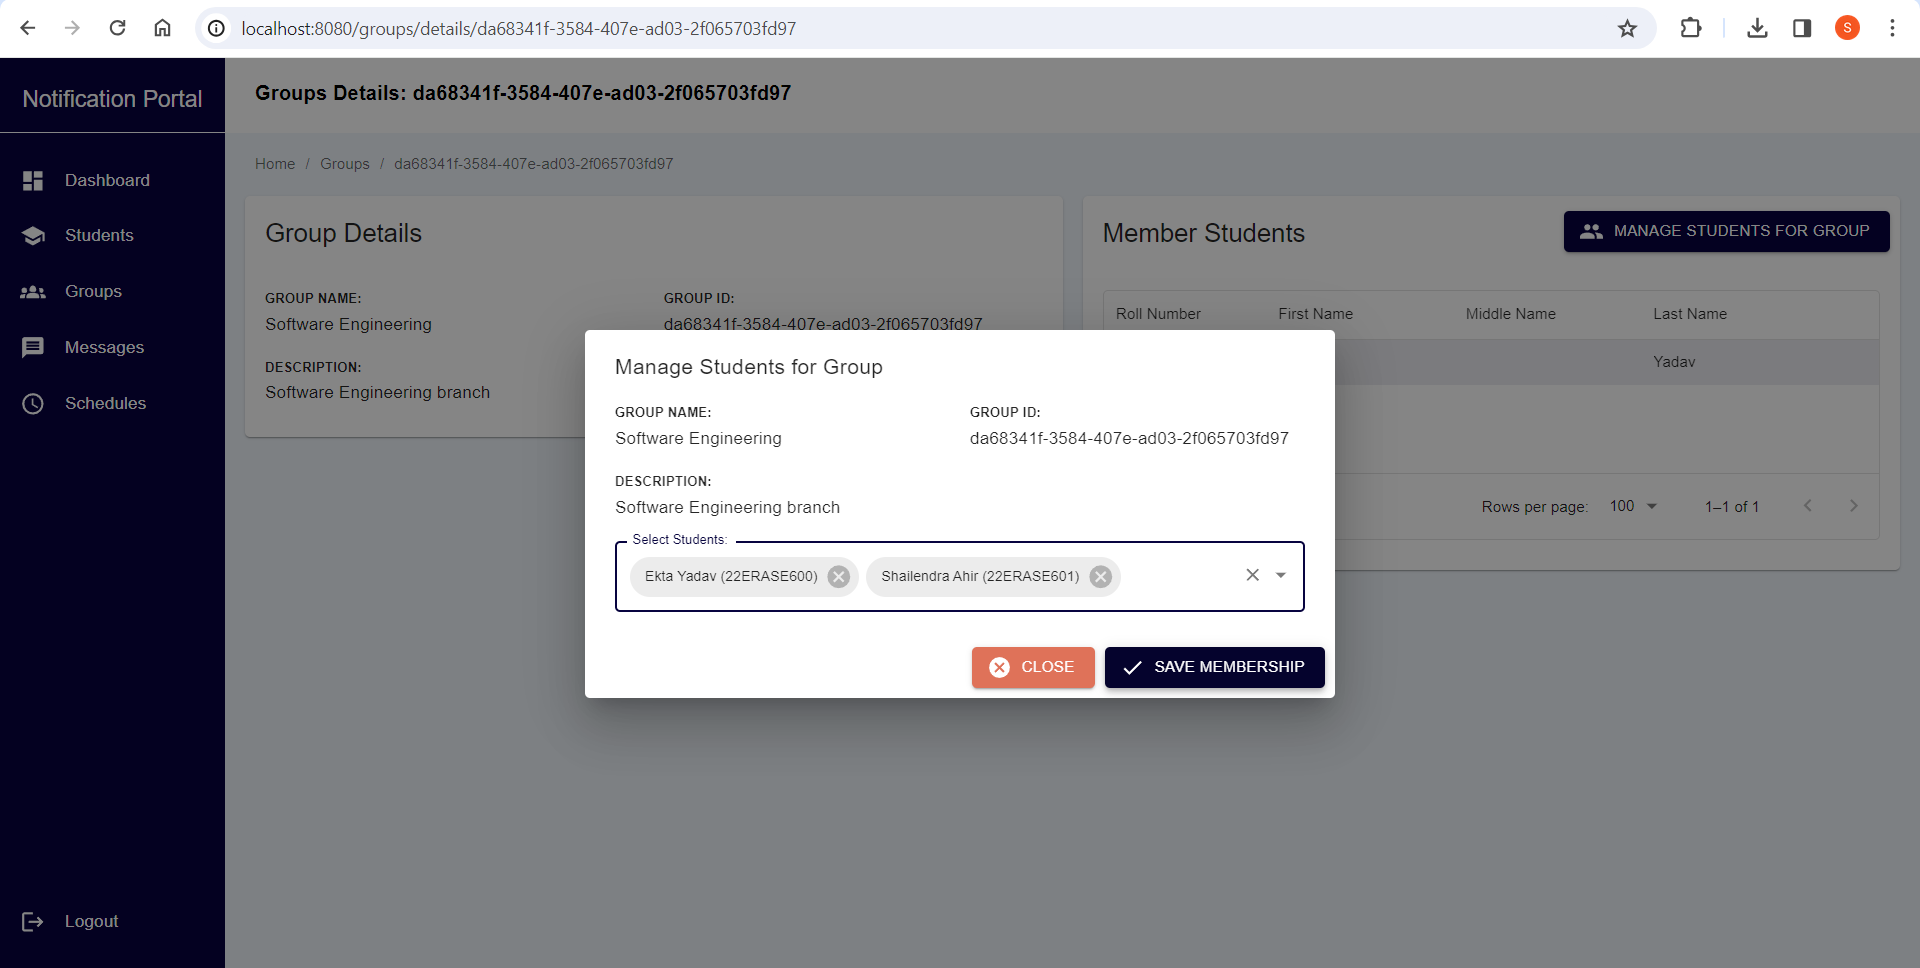 localhost:8080/groups/details/da68341f-3584-407e-ad03-2f065703fd97
S
Notification Portal
Groups Details: da68341f-3584-407e-ad03-2f065703fd97
Home / Groups / da68341f-3584-407e-ad03-2f065703fd97
Dashboard
Students
Groups
Messages
Schedules
Logout
Group Details
GROUP NAME:
Software Engineering
GROUP ID:
da68341f-3584-407e-ad03-2f065703fd97
DESCRIPTION:
Software Engineering branch
Member Students
MANAGE STUDENTS FOR GROUP
Roll Number First Name Middle Name Last Name
Yadav
Rows per page: 100 1–1 of 1
Manage Students for Group
GROUP NAME:
Software Engineering
GROUP ID:
da68341f-3584-407e-ad03-2f065703fd97
DESCRIPTION:
Software Engineering branch
Select Students:
Ekta Yadav (22ERASE600) Shailendra Ahir (22ERASE601)
CLOSE SAVE MEMBERSHIP